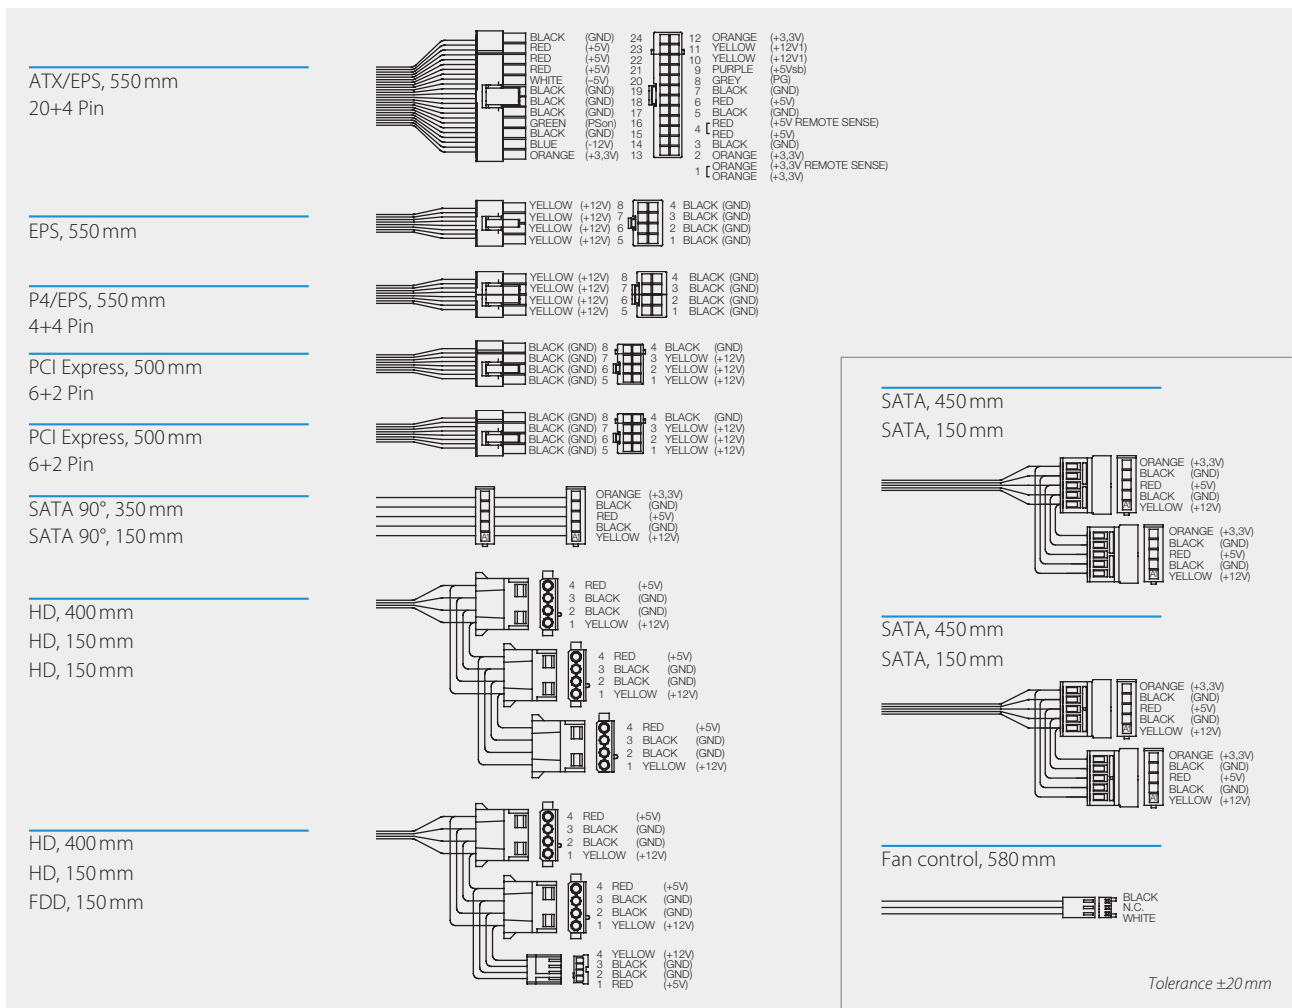 ATX/EPS, 550 mm
20+4 Pin
BLACK (GND) 24
RED (+5V) 23
RED (+5V) 22
RED (+5V) 21
WHITE (–5V) 20
BLACK (GND) 19
BLACK (GND) 18
BLACK (GND) 17
GREEN (PSon) 16
BLACK (GND) 15
BLUE (-12V) 14
ORANGE (+3,3V) 13
12 ORANGE (+3,3V)
11 YELLOW (+12V1)
10 YELLOW (+12V1)
9 PURPLE (+5Vsb)
8 GREY (PG)
7 BLACK (GND)
6 RED (+5V)
5 BLACK (GND)
4 [ RED (+5V REMOTE SENSE)
RED (+5V)
3 BLACK (GND)
2 ORANGE (+3,3V)
1 [ ORANGE (+3,3V REMOTE SENSE)
ORANGE (+3,3V)
EPS, 550 mm
YELLOW (+12V) 8 4 BLACK (GND)
YELLOW (+12V) 7 3 BLACK (GND)
YELLOW (+12V) 6 2 BLACK (GND)
YELLOW (+12V) 5 1 BLACK (GND)
P4/EPS, 550 mm
4+4 Pin
YELLOW (+12V) 8 4 BLACK (GND)
YELLOW (+12V) 7 3 BLACK (GND)
YELLOW (+12V) 6 2 BLACK (GND)
YELLOW (+12V) 5 1 BLACK (GND)
PCI Express, 500 mm
6+2 Pin
BLACK (GND) 8 4 BLACK (GND)
BLACK (GND) 7 3 YELLOW (+12V)
BLACK (GND) 6 2 YELLOW (+12V)
BLACK (GND) 5 1 YELLOW (+12V)
PCI Express, 500 mm
6+2 Pin
BLACK (GND) 8 4 BLACK (GND)
BLACK (GND) 7 3 YELLOW (+12V)
BLACK (GND) 6 2 YELLOW (+12V)
BLACK (GND) 5 1 YELLOW (+12V)
SATA 90°, 350 mm
SATA 90°, 150 mm
ORANGE (+3,3V)
BLACK (GND)
RED (+5V)
BLACK (GND)
YELLOW (+12V)
HD, 400 mm
HD, 150 mm
HD, 150 mm
4 RED (+5V)
3 BLACK (GND)
2 BLACK (GND)
1 YELLOW (+12V)
4 RED (+5V)
3 BLACK (GND)
2 BLACK (GND)
1 YELLOW (+12V)
4 RED (+5V)
3 BLACK (GND)
2 BLACK (GND)
1 YELLOW (+12V)
HD, 400 mm
HD, 150 mm
FDD, 150 mm
4 RED (+5V)
3 BLACK (GND)
2 BLACK (GND)
1 YELLOW (+12V)
4 RED (+5V)
3 BLACK (GND)
2 BLACK (GND)
1 YELLOW (+12V)
4 YELLOW (+12V)
3 BLACK (GND)
2 BLACK (GND)
1 RED (+5V)
SATA, 450 mm
SATA, 150 mm
ORANGE (+3,3V)
BLACK (GND)
RED (+5V)
BLACK (GND)
YELLOW (+12V)
ORANGE (+3,3V)
BLACK (GND)
RED (+5V)
BLACK (GND)
YELLOW (+12V)
SATA, 450 mm
SATA, 150 mm
ORANGE (+3,3V)
BLACK (GND)
RED (+5V)
BLACK (GND)
YELLOW (+12V)
ORANGE (+3,3V)
BLACK (GND)
RED (+5V)
BLACK (GND)
YELLOW (+12V)
Fan control, 580 mm
BLACK
N.C.
WHITE
Tolerance ±20 mm